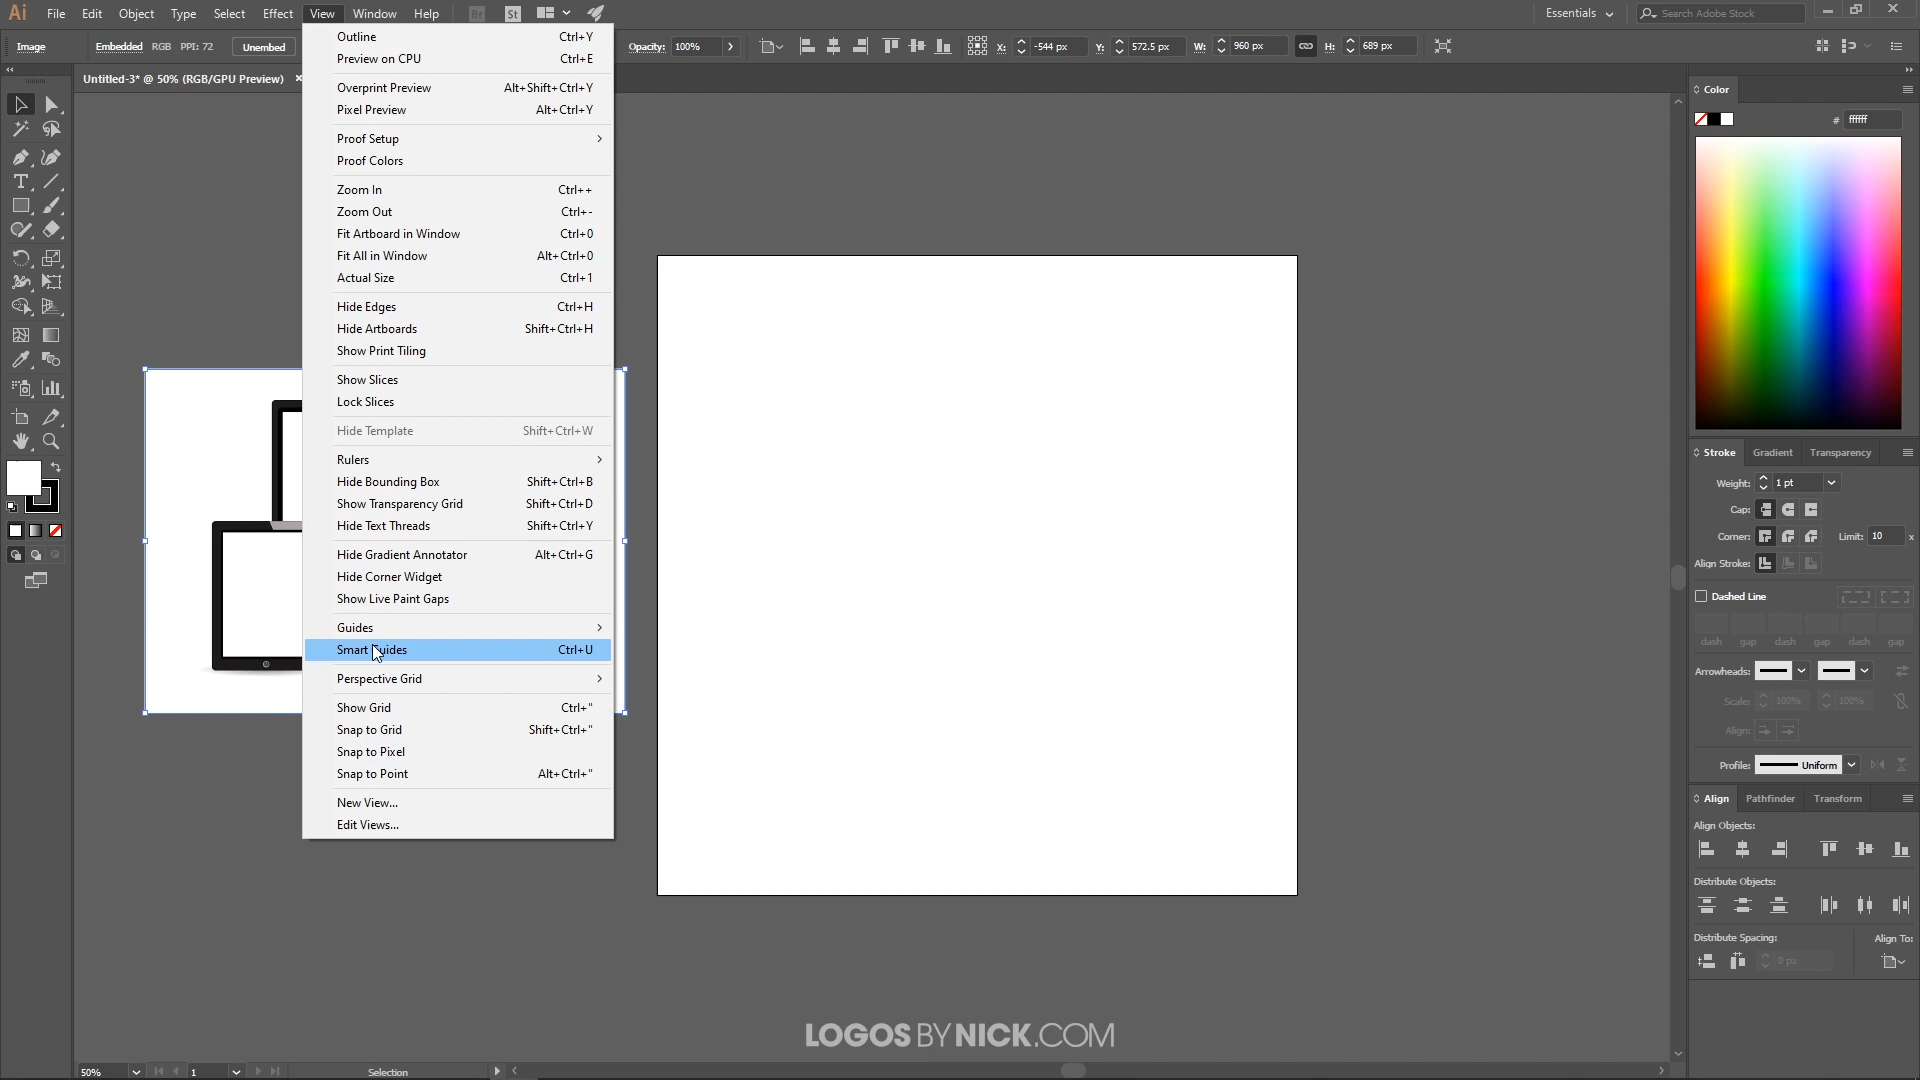 Ai File Edit Object Type Select Effect View Window Help Br St Essentials Search Adobe Stock
Image Embedded RGB PPI: 72 Unembed Opacity: 100% X: -544 px Y: 572.5 px W: 960 px H: 689 px
Untitled-3* @ 50% (RGB/GPU Preview)
Outline Ctrl+Y
Preview on CPU Ctrl+E
Overprint Preview Alt+Shift+Ctrl+Y
Pixel Preview Alt+Ctrl+Y
Proof Setup
Proof Colors
Zoom In Ctrl++
Zoom Out Ctrl+-
Fit Artboard in Window Ctrl+0
Fit All in Window Alt+Ctrl+0
Actual Size Ctrl+1
Hide Edges Ctrl+H
Hide Artboards Shift+Ctrl+H
Show Print Tiling
Show Slices
Lock Slices
Hide Template Shift+Ctrl+W
Rulers
Hide Bounding Box Shift+Ctrl+B
Show Transparency Grid Shift+Ctrl+D
Hide Text Threads Shift+Ctrl+Y
Hide Gradient Annotator Alt+Ctrl+G
Hide Corner Widget
Show Live Paint Gaps
Guides
Smart Guides Ctrl+U
Perspective Grid
Show Grid Ctrl+"
Snap to Grid Shift+Ctrl+"
Snap to Pixel
Snap to Point Alt+Ctrl+"
New View...
Edit Views...
Color
# ffffff
Stroke Gradient Transparency
Weight: 1 pt
Cap:
Corner: Limit: 10 x
Align Stroke:
Dashed Line
dash gap dash gap dash gap
Arrowheads:
Scale: 100% 100%
Align:
Profile: Uniform
Align Pathfinder Transform
Align Objects:
Distribute Objects:
Distribute Spacing: Align To:
0 px
LOGOS BY NICK.COM
50% 1 Selection